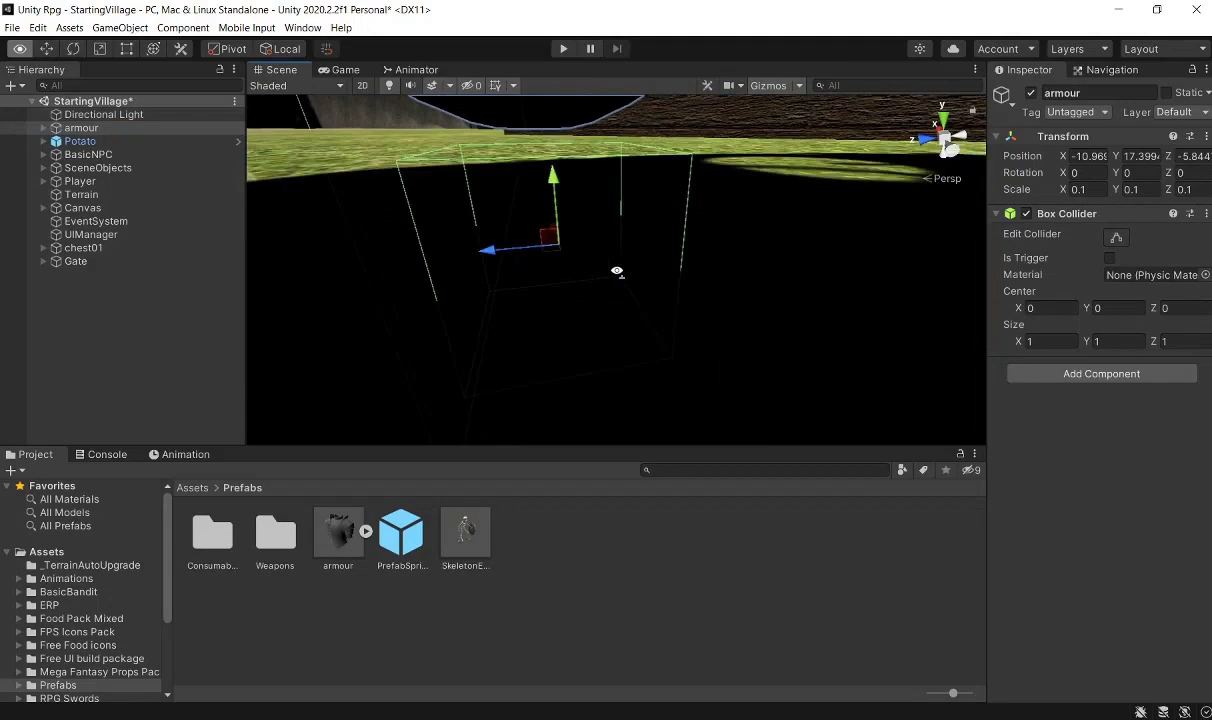 Unity Rpg - StartingVillage - PC, Mac & Linux Standalone - Unity 2020.2.2f1 Personal* <DX11>
File Edit Assets GameObject Component Mobile Input Window Help
Pivot Local Account Layers Layout
Hierarchy Scene Game Animator Inspector Navigation
All Shaded 2D 0 Gizmos All armour Static
StartingVillage*
Directional Light
armour
Potato
BasicNPC
SceneObjects
Player
Terrain
Canvas
EventSystem
UIManager
chest01
Gate
y
x
z
Persp
Tag Untagged Layer Default
Transform
Position X -10.969 Y 17.3994 Z -5.844
Rotation X 0 Y 0 Z 0
Scale X 0.1 Y 0.1 Z 0.1
Box Collider
Edit Collider
Is Trigger
Material None (Physic Mate
Center
X 0 Y 0 Z 0
Size
X 1 Y 1 Z 1
Add Component
Project Console Animation
9
Favorites
All Materials
All Models
All Prefabs
Assets
_TerrainAutoUpgrade
Animations
BasicBandit
ERP
Food Pack Mixed
FPS Icons Pack
Free Food icons
Free UI build package
Mega Fantasy Props Pac
Prefabs
RPG Swords
Assets > Prefabs
Consumab... Weapons armour PrefabSpri... SkeletonE...